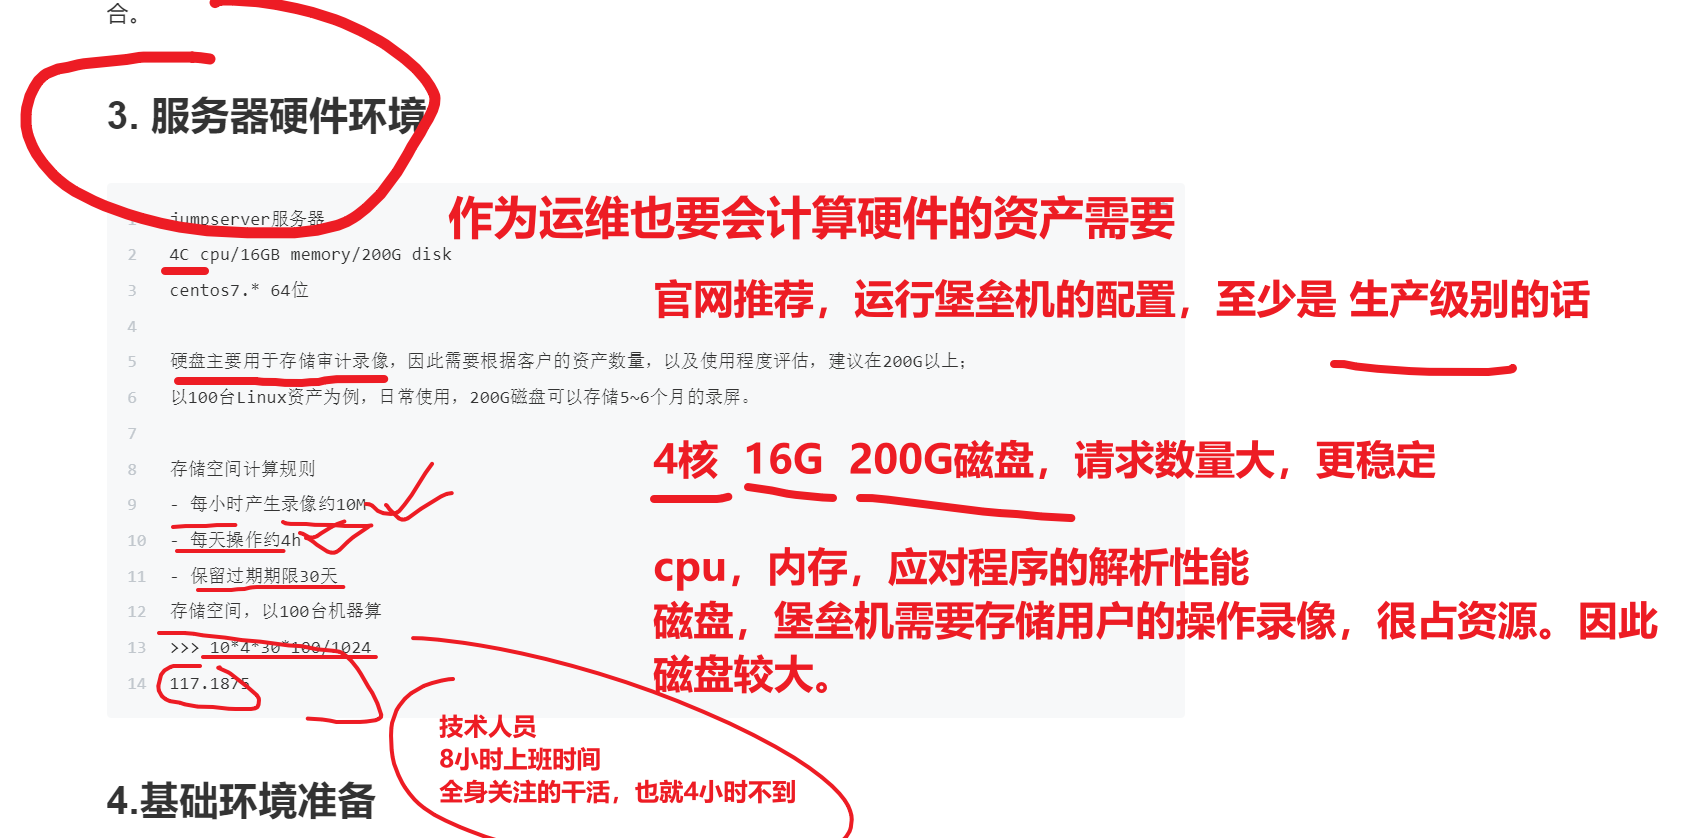 合。
3. 服务器硬件环境
1 jumpserver服务器
作为运维也要会计算硬件的资产需要
2 4C cpu/16GB memory/200G disk
3 centos7.* 64位
官网推荐，运行堡垒机的配置，至少是 生产级别的话
4
5 硬盘主要用于存储审计录像，因此需要根据客户的资产数量，以及使用程度评估，建议在200G以上；
6 以100台Linux资产为例，日常使用，200G磁盘可以存储5~6个月的录屏。
7
4核 16G 200G磁盘，请求数量大，更稳定
8 存储空间计算规则
9 - 每小时产生录像约10M
10 - 每天操作约4h
11 - 保留过期期限30天
cpu，内存，应对程序的解析性能
12 存储空间，以100台机器算
磁盘，堡垒机需要存储用户的操作录像，很占资源。因此
13 >>> 10*4*30*100/1024
磁盘较大。
14 117.1875
技术人员
8小时上班时间
全身关注的干活，也就4小时不到
4.基础环境准备